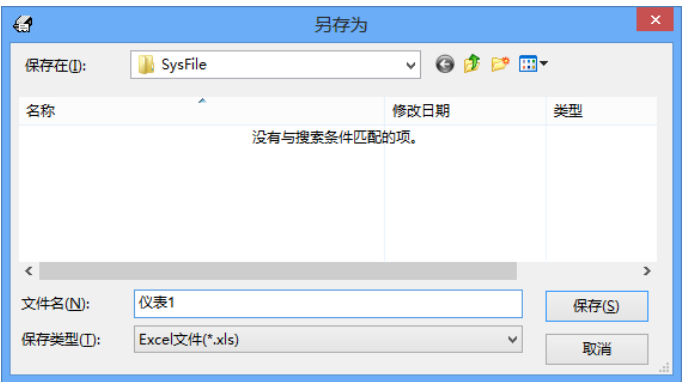 另存为
保存在(I): SysFile
名称 修改日期 类型
没有与搜索条件匹配的项。
文件名(N): 仪表1 保存(S)
保存类型(T): Excel文件(*.xls) 取消